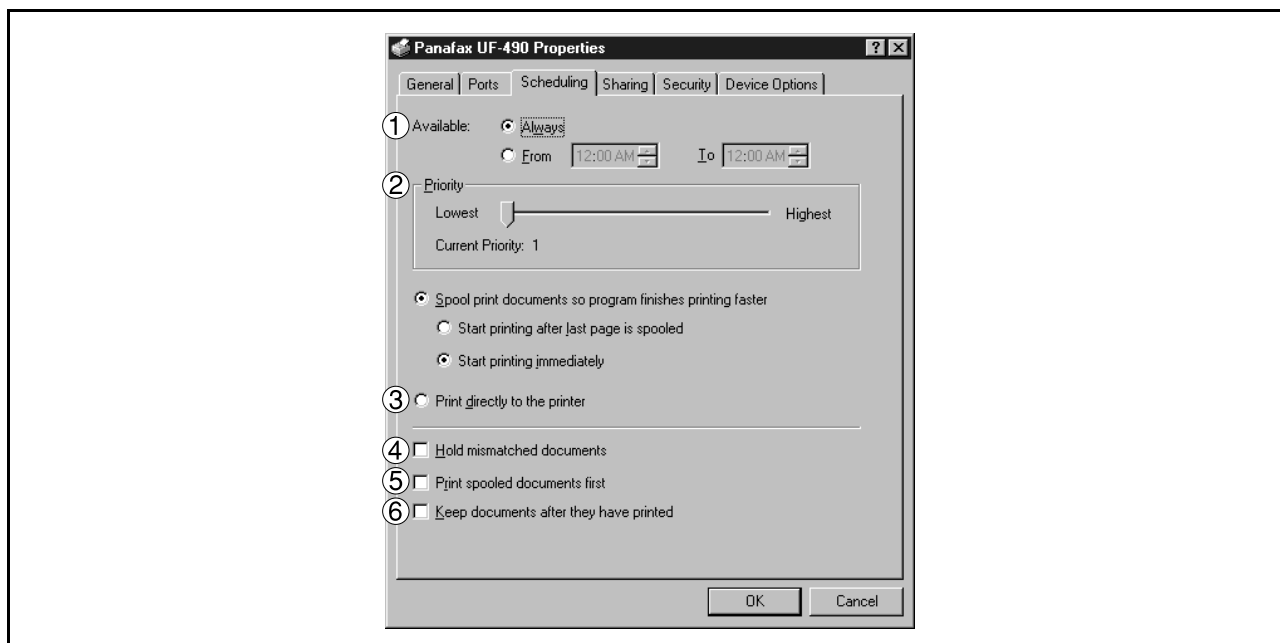 Panafax UF-490 Properties
General Ports Scheduling Sharing Security Device Options
① Available: Always
From 12:00 AM To 12:00 AM
② Priority
Lowest Highest
Current Priority: 1
Spool print documents so program finishes printing faster
Start printing after last page is spooled
Start printing immediately
③ Print directly to the printer
④ Hold mismatched documents
⑤ Print spooled documents first
⑥ Keep documents after they have printed
OK Cancel